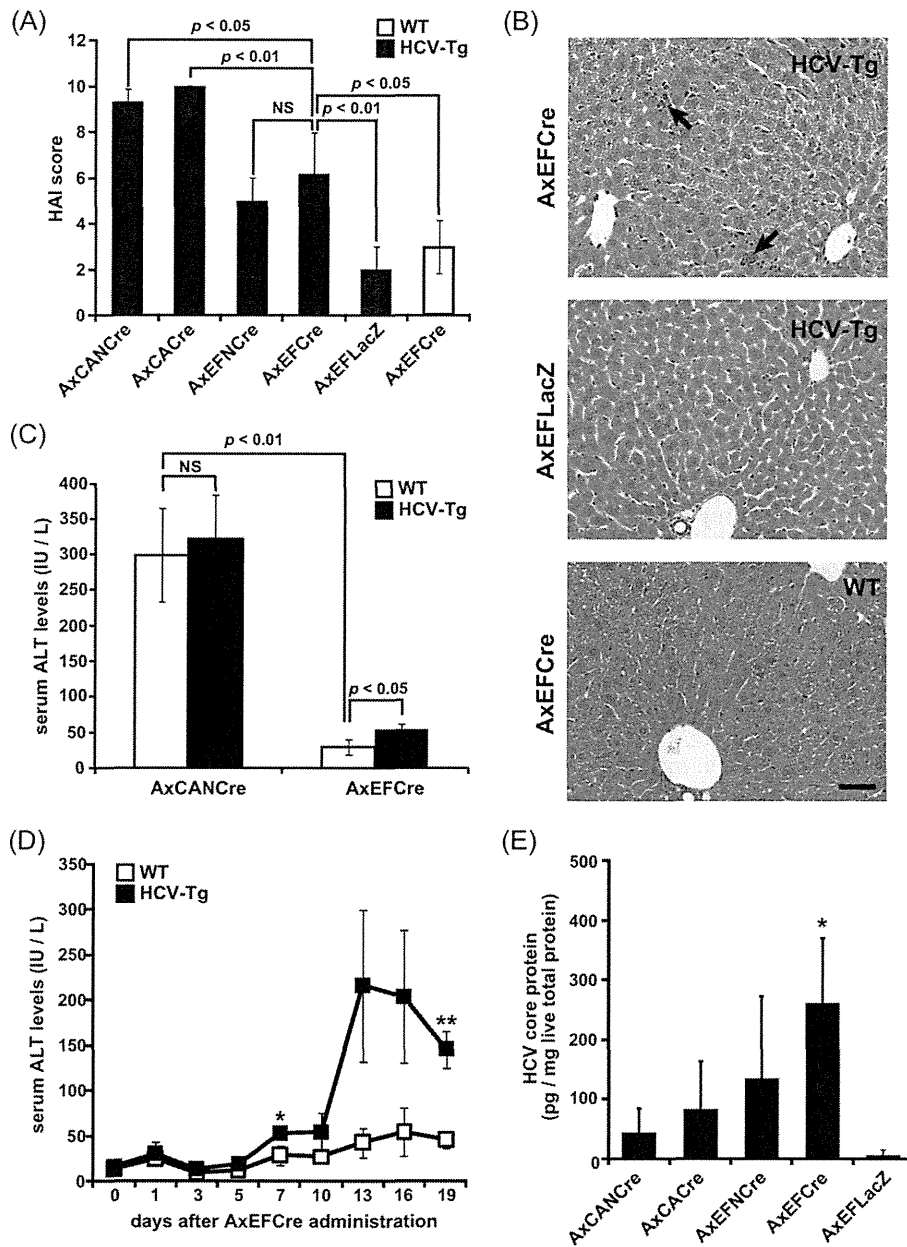 (A)
p < 0.05
WT
HCV-Tg
p < 0.01
p < 0.05
NS
p < 0.01
HAI score
12
10
8
6
4
2
0
AxCANCre
AxCACre
AxEFNCre
AxEFCre
AxEFLacZ
AxEFCre
(B)
HCV-Tg
AxEFCre
HCV-Tg
AxEFLacZ
WT
AxEFCre
(C)
p < 0.01
NS
WT
HCV-Tg
p < 0.05
serum ALT levels (IU / L)
400
350
300
250
200
150
100
50
0
AxCANCre
AxEFCre
(D)
WT
HCV-Tg
serum ALT levels (IU / L)
350
300
250
200
150
100
50
0
*
**
0 1 3 5 7 10 13 16 19
days after AxEFCre administration
(E)
HCV core protein
(pg / mg live total protein)
500
400
300
200
100
0
*
AxCANCre
AxCACre
AxEFNCre
AxEFCre
AxEFLacZ